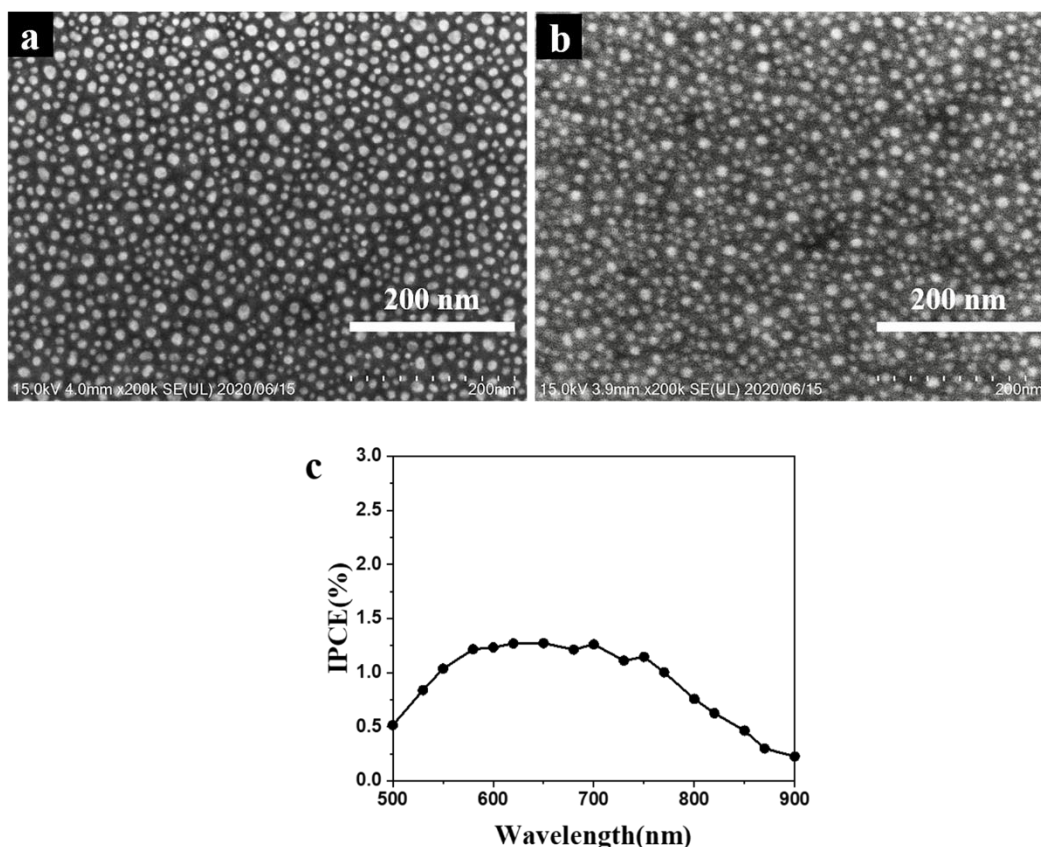 a
b
200 nm
200 nm
15.0kV 4.0mm x200k SE(UL) 2020/06/15
200nm
15.0kV 3.9mm x200k SE(UL) 2020/06/15
200nm
c
3.0
2.5
2.0
1.5
1.0
0.5
0.0
IPCE(%)
500
600
700
800
900
Wavelength(nm)